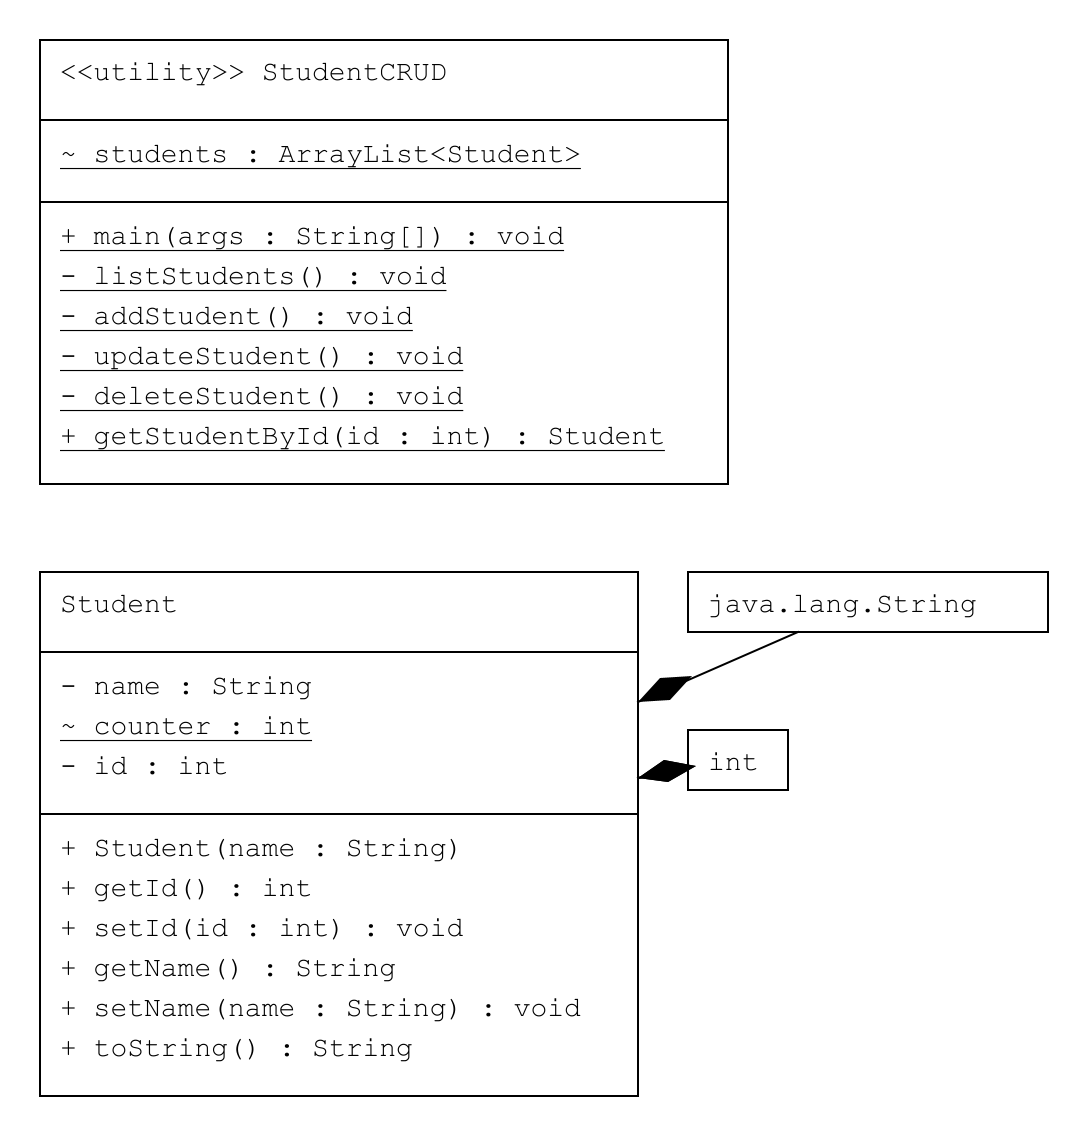 <<utility>> StudentCRUD
~ students : ArrayList<Student>
+ main(args : String[]) : void
- listStudents() : void
- addStudent() : void
- updateStudent() : void
- deleteStudent() : void
+ getStudentById(id : int) : Student
Student
java.lang.String
- name : String
~ counter : int
- id : int
int
+ Student(name : String)
+ getId() : int
+ setId(id : int) : void
+ getName() : String
+ setName(name : String) : void
+ toString() : String